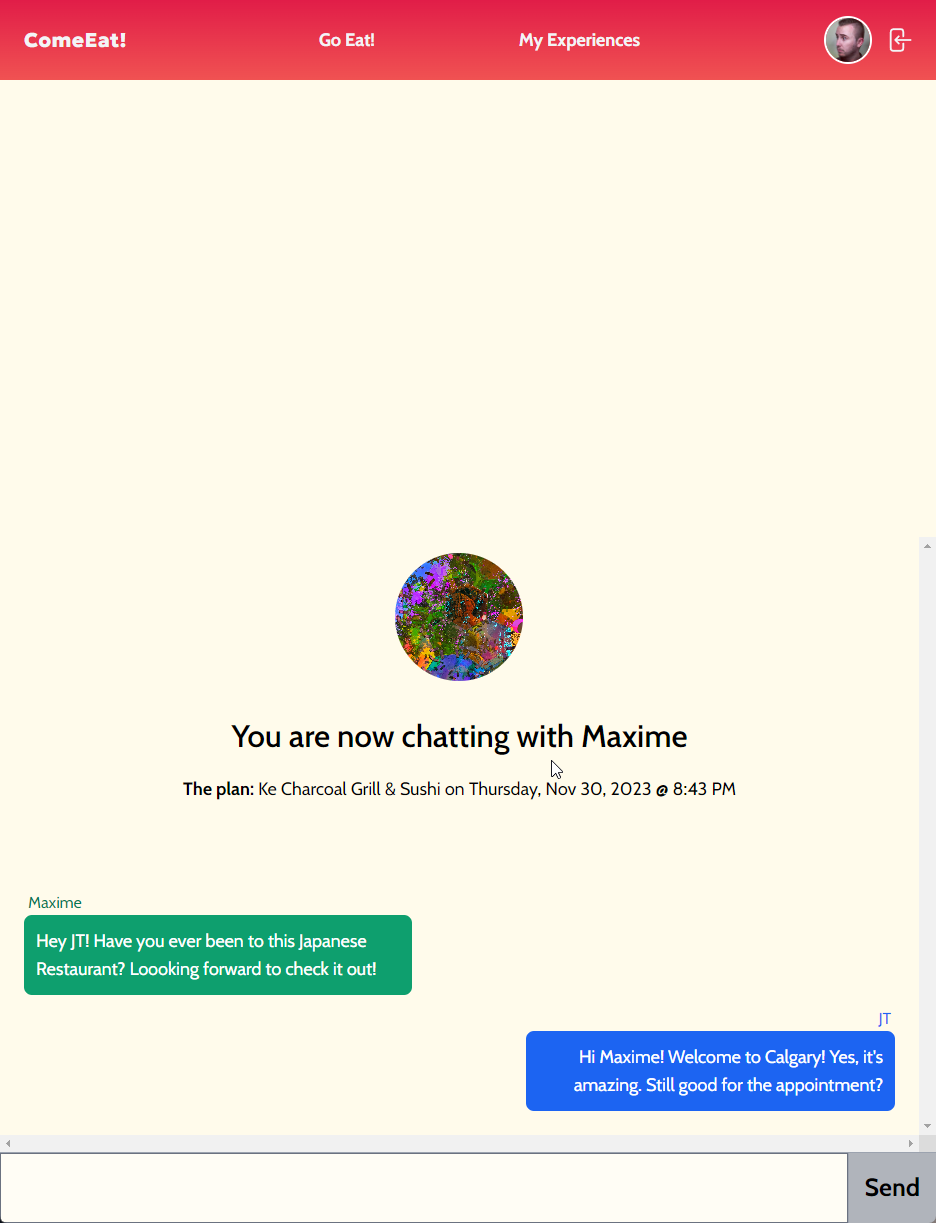 ComeEat!
Go Eat!
My Experiences
You are now chatting with Maxime
The plan: Ke Charcoal Grill & Sushi on Thursday, Nov 30, 2023 @ 8:43 PM
Maxime
Hey JT! Have you ever been to this Japanese
Restaurant? Loooking forward to check it out!
JT
Hi Maxime! Welcome to Calgary! Yes, it's
amazing. Still good for the appointment?
Send